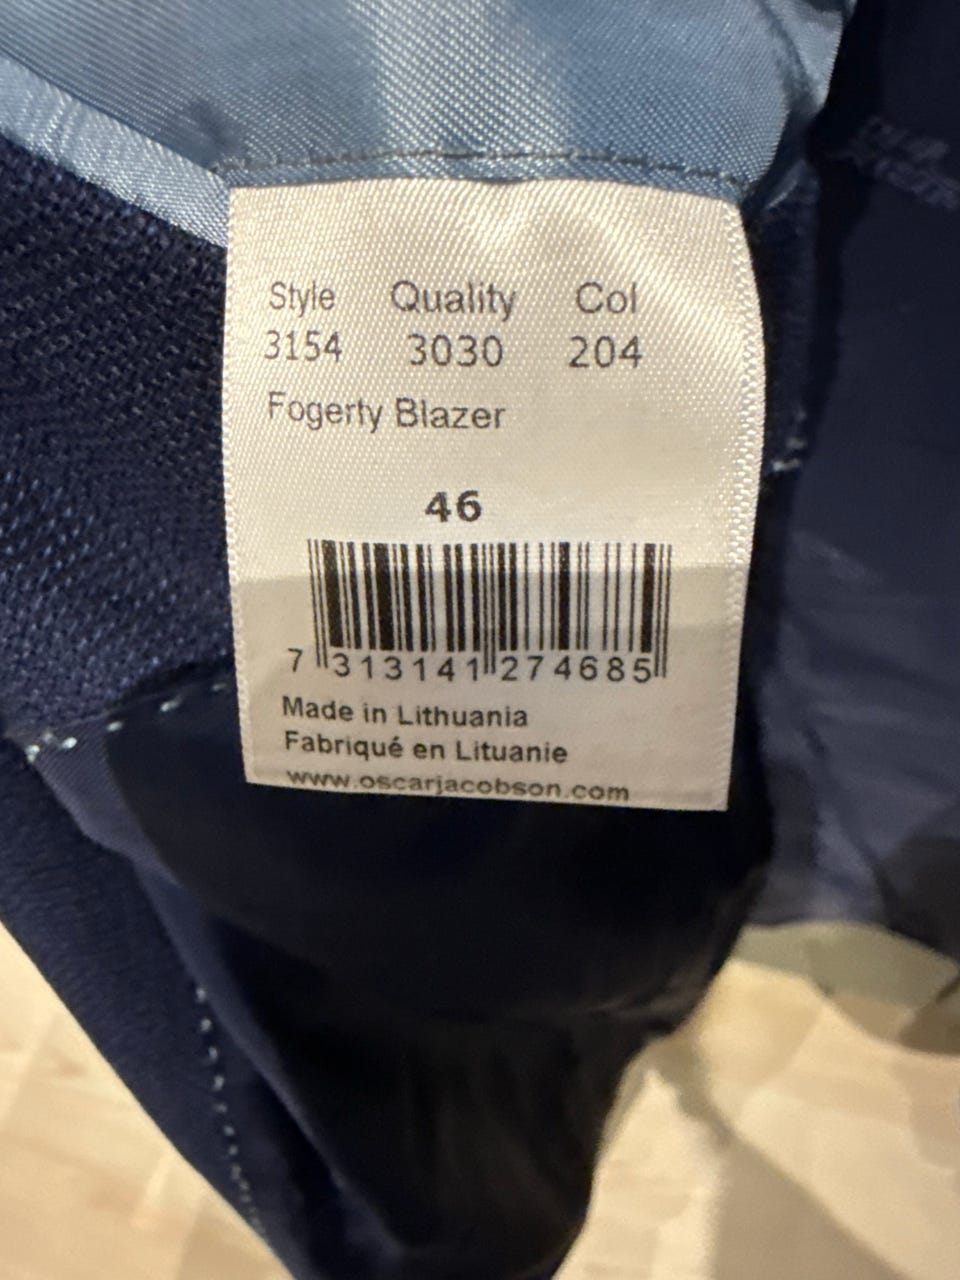 Style Quality Col
3154 3030 204
Fogerty Blazer
46
7 313141 274685
Made in Lithuania
Fabriqué en Lituanie
www.oscarjacobson.com